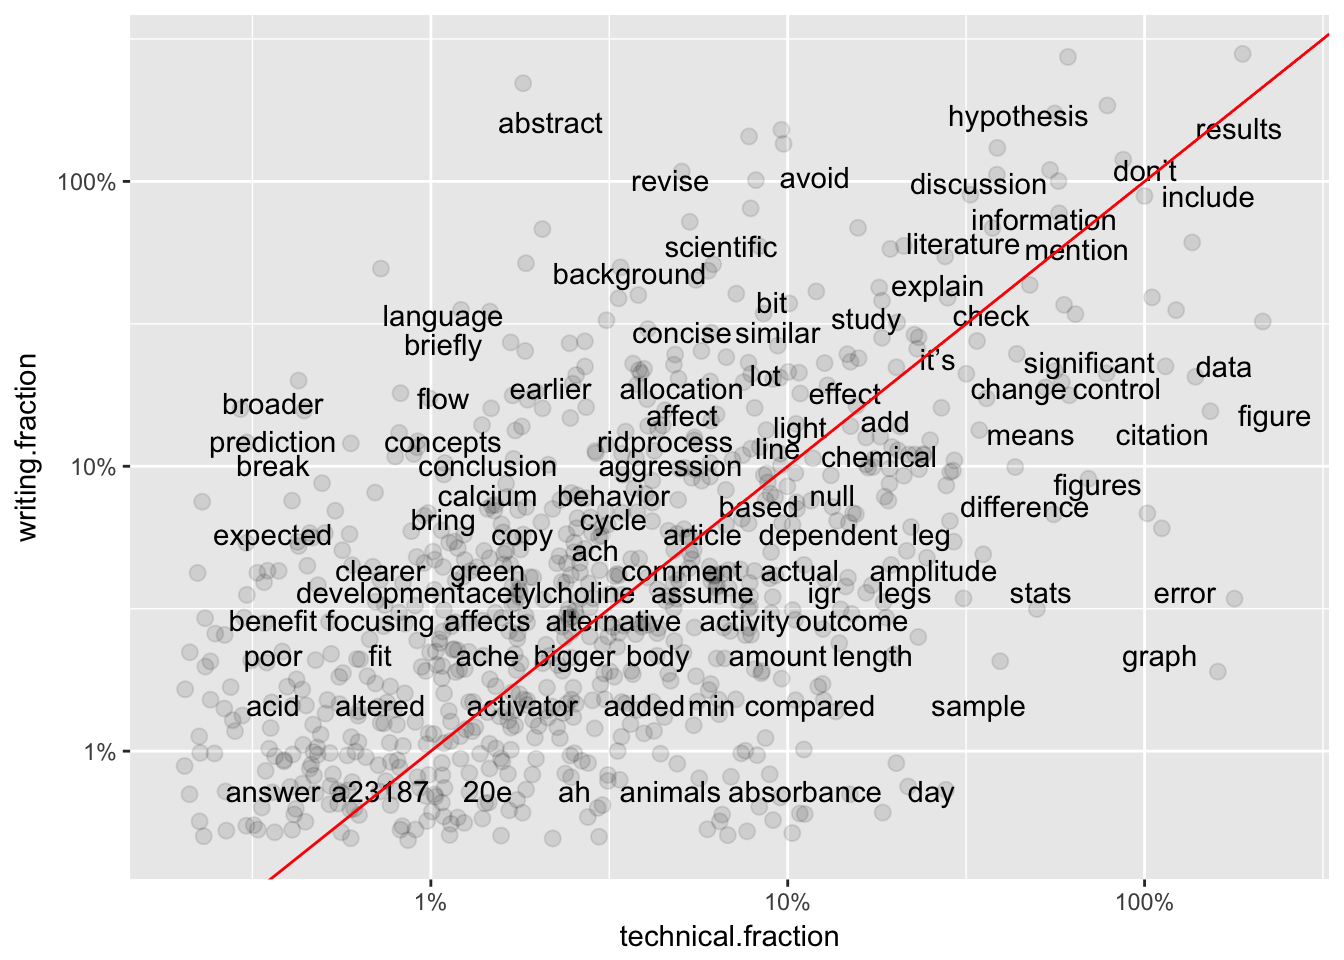 abstract
hypothesis
results
don't
revise
avoid
discussion
include
information
scientific
literature
mention
background
explain
bit
language
study
check
concise
similar
briefly
it's
significant
data
lot
earlier
allocation
effect
change
control
flow
broader
affect
add
figure
light
prediction
concepts
ridprocess
line
means
citation
break
conclusion
aggression
chemical
figures
calcium
behavior
null
based
difference
bring
cycle
expected
copy
article
dependent
leg
ach
clearer
green
comment
actual
amplitude
development
acetylcholine
assume
igr
legs
stats
error
benefit
focusing
affects
alternative
activity
outcome
poor
fit
ache
bigger
body
amount
length
graph
acid
altered
activator
added
min
compared
sample
answer
a23187
20e
ah
animals
absorbance
day
100%
10%
1%
writing.fraction
1%
10%
100%
technical.fraction